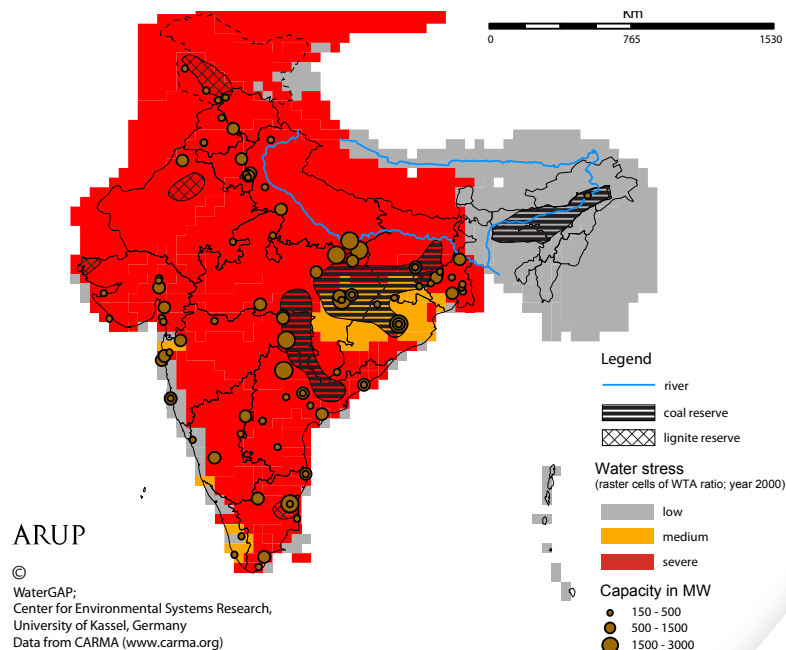 Km
0 765 1530
Legend
river
coal reserve
lignite reserve
Water stress
(raster cells of WTA ratio; year 2000)
low
medium
severe
Capacity in MW
150 - 500
500 - 1500
1500 - 3000
ARUP
©
WaterGAP;
Center for Environmental Systems Research,
University of Kassel, Germany
Data from CARMA (www.carma.org)